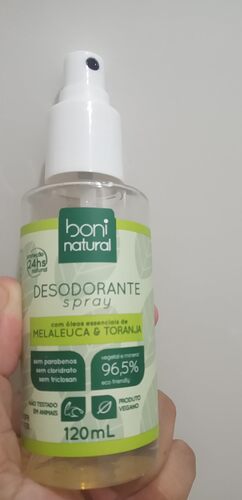 boni
natural
proteção
24hs
natural
DESODORANTE
spray
com óleos essenciais de
MELALEUCA & TORANJA
sem parabenos
sem cloridrato
sem triclosan
vegetal e mineral
96,5%
eco friendly
NÃO TESTADO
EM ANIMAIS
PRODUTO
VEGANO
120mL